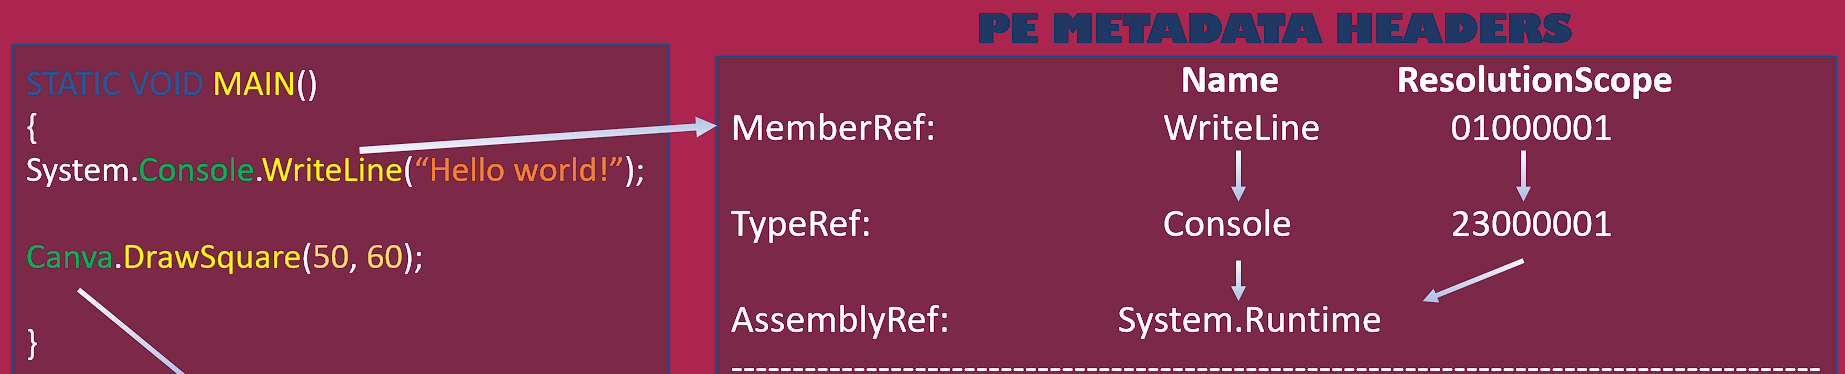 PE METADATA HEADERS
STATIC VOID MAIN()
{
System.Console.WriteLine(“Hello world!”);
Canva.DrawSquare(50, 60);
}
Name ResolutionScope
MemberRef: WriteLine 01000001
TypeRef: Console 23000001
AssemblyRef: System.Runtime